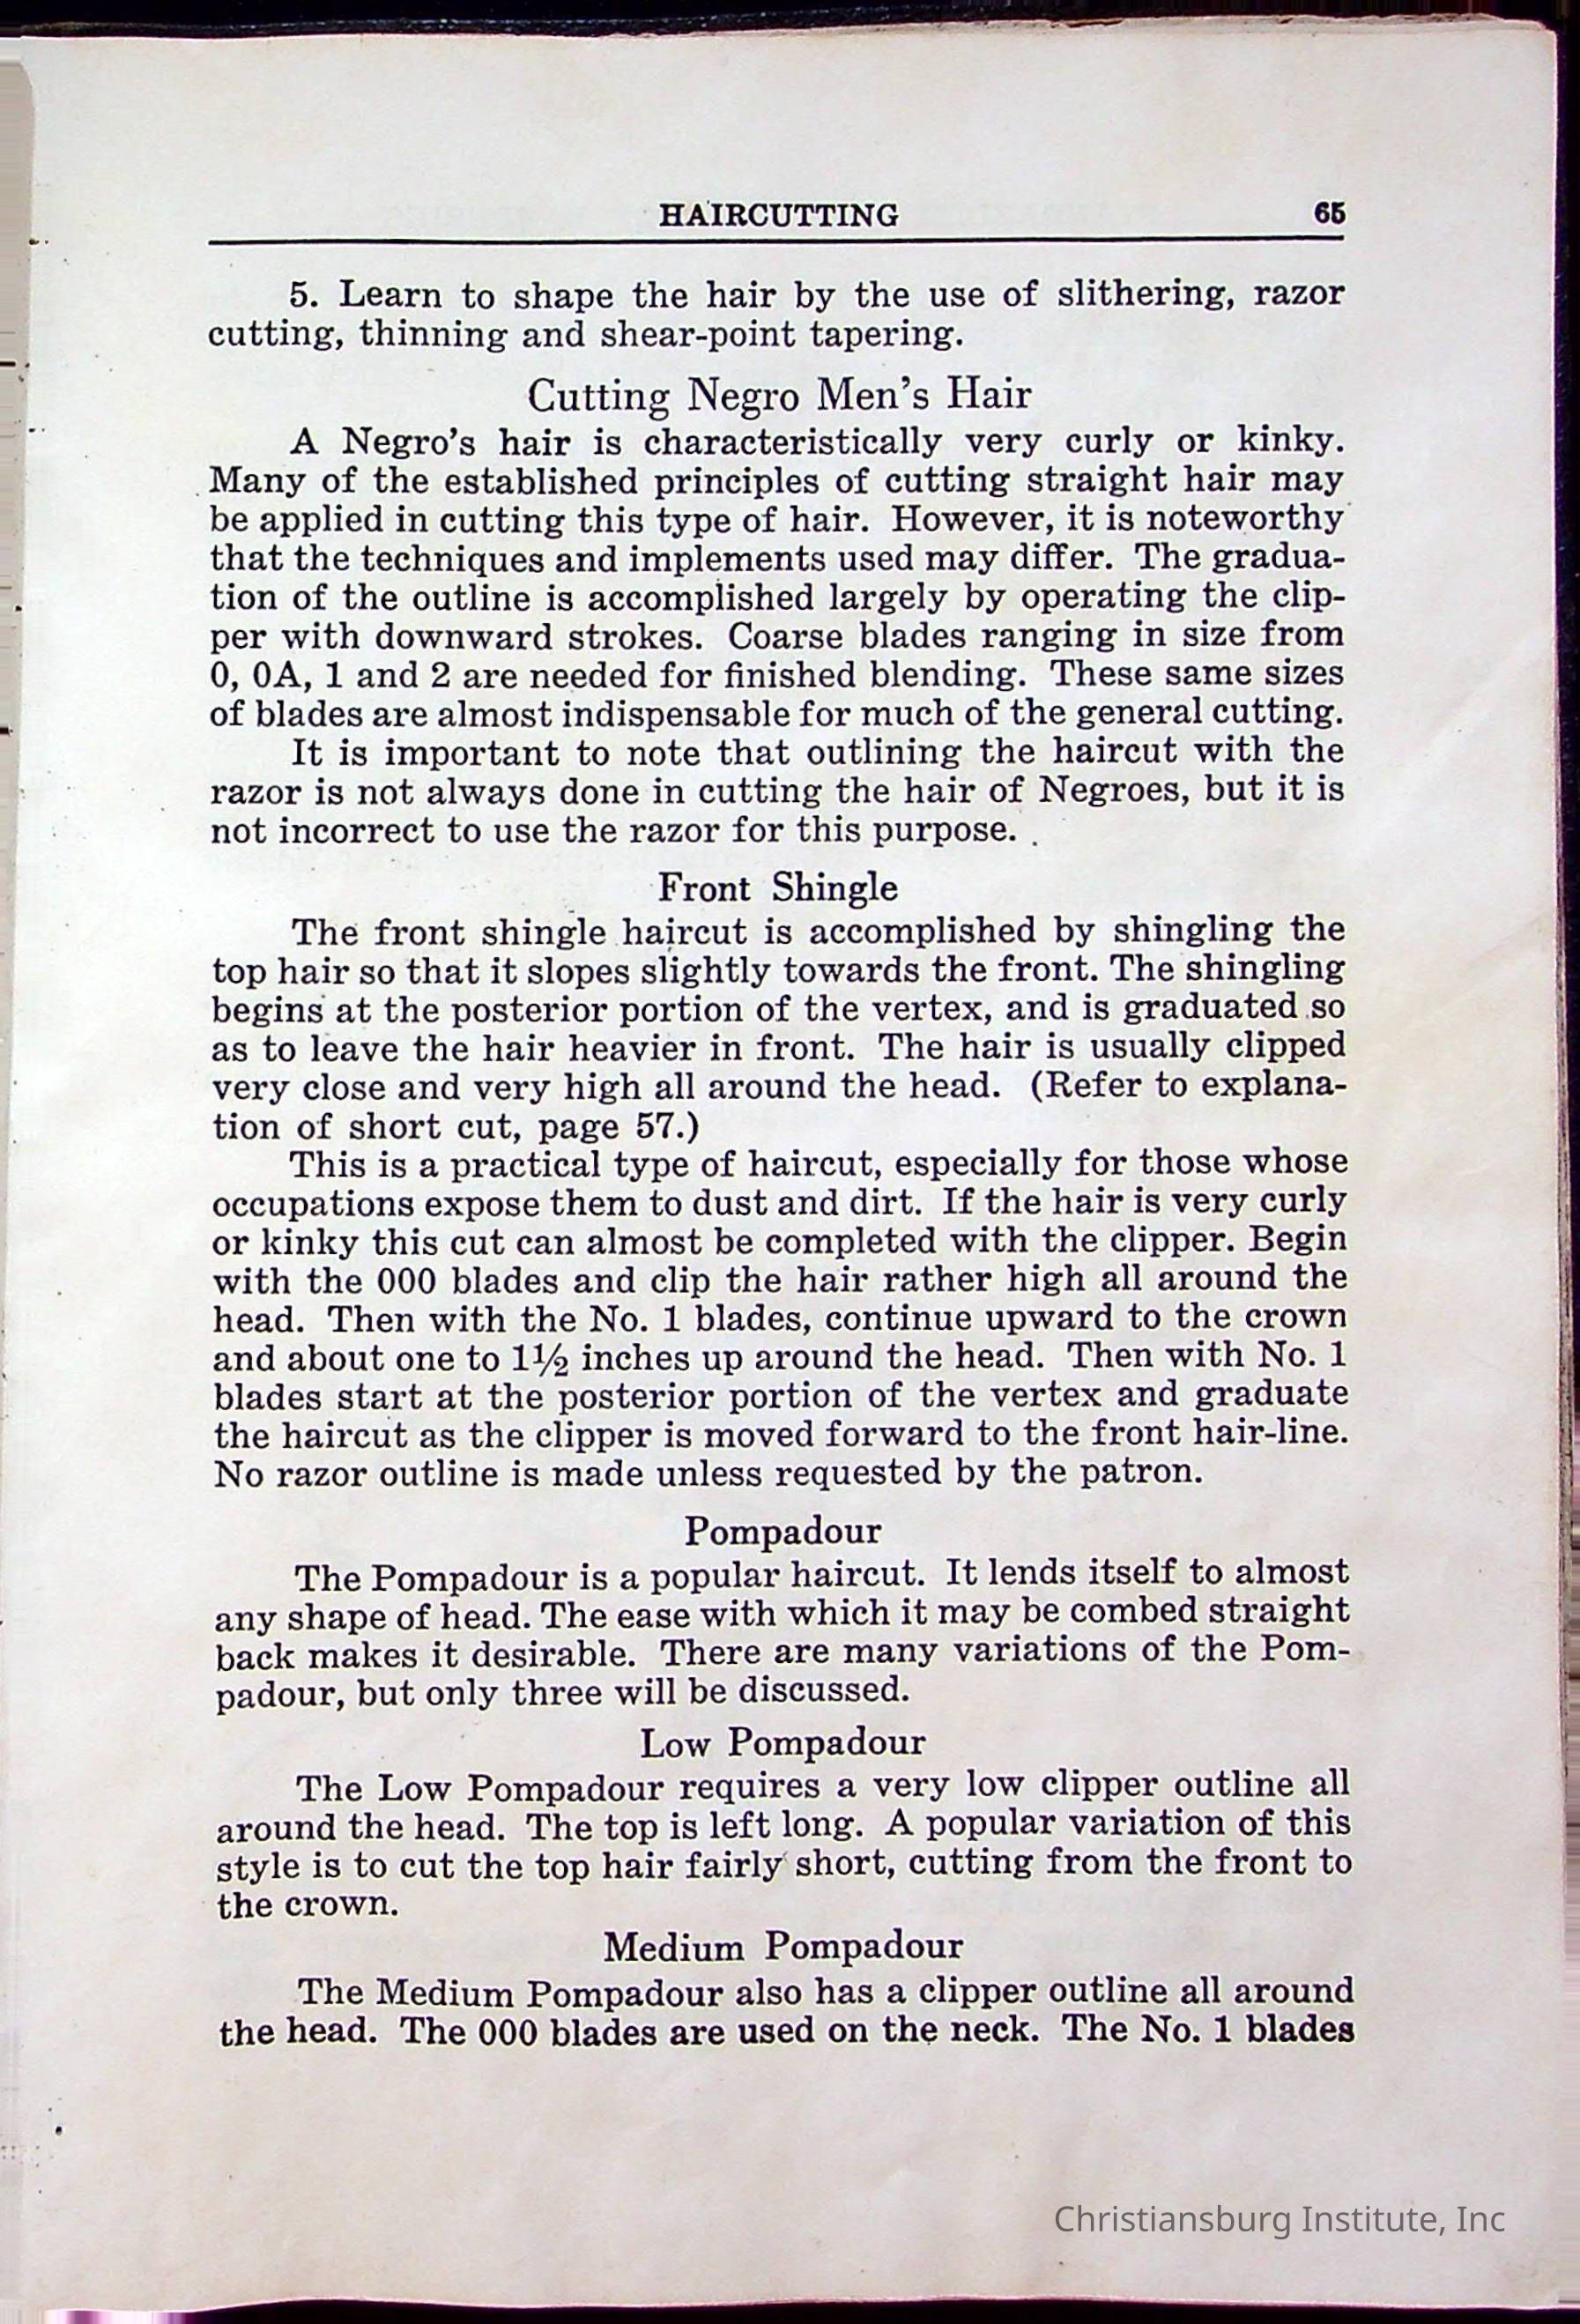 HAIRCUTTING 65
5. Learn to shape the hair by the use of slithering, razor
cutting, thinning and shear-point tapering.
Cutting Negro Men's Hair
A Negro's hair is characteristically very curly or kinky.
Many of the established principles of cutting straight hair may
be applied in cutting this type of hair. However, it is noteworthy
that the techniques and implements used may differ. The gradua-
tion of the outline is accomplished largely by operating the clip-
per with downward strokes. Coarse blades ranging in size from
0, 0A, 1 and 2 are needed for finished blending. These same sizes
of blades are almost indispensable for much of the general cutting.
It is important to note that outlining the haircut with the
razor is not always done in cutting the hair of Negroes, but it is
not incorrect to use the razor for this purpose.
Front Shingle
The front shingle haircut is accomplished by shingling the
top hair so that it slopes slightly towards the front. The shingling
begins at the posterior portion of the vertex, and is graduated so
as to leave the hair heavier in front. The hair is usually clipped
very close and very high all around the head. (Refer to explana-
tion of short cut, page 57.)
This is a practical type of haircut, especially for those whose
occupations expose them to dust and dirt. If the hair is very curly
or kinky this cut can almost be completed with the clipper. Begin
with the 000 blades and clip the hair rather high all around the
head. Then with the No. 1 blades, continue upward to the crown
and about one to 1½ inches up around the head. Then with No. 1
blades start at the posterior portion of the vertex and graduate
the haircut as the clipper is moved forward to the front hair-line.
No razor outline is made unless requested by the patron.
Pompadour
The Pompadour is a popular haircut. It lends itself to almost
any shape of head. The ease with which it may be combed straight
back makes it desirable. There are many variations of the Pom-
padour, but only three will be discussed.
Low Pompadour
The Low Pompadour requires a very low clipper outline all
around the head. The top is left long. A popular variation of this
style is to cut the top hair fairly short, cutting from the front to
the crown.
Medium Pompadour
The Medium Pompadour also has a clipper outline all around
the head. The 000 blades are used on the neck. The No. 1 blades
Christiansburg Institute, Inc